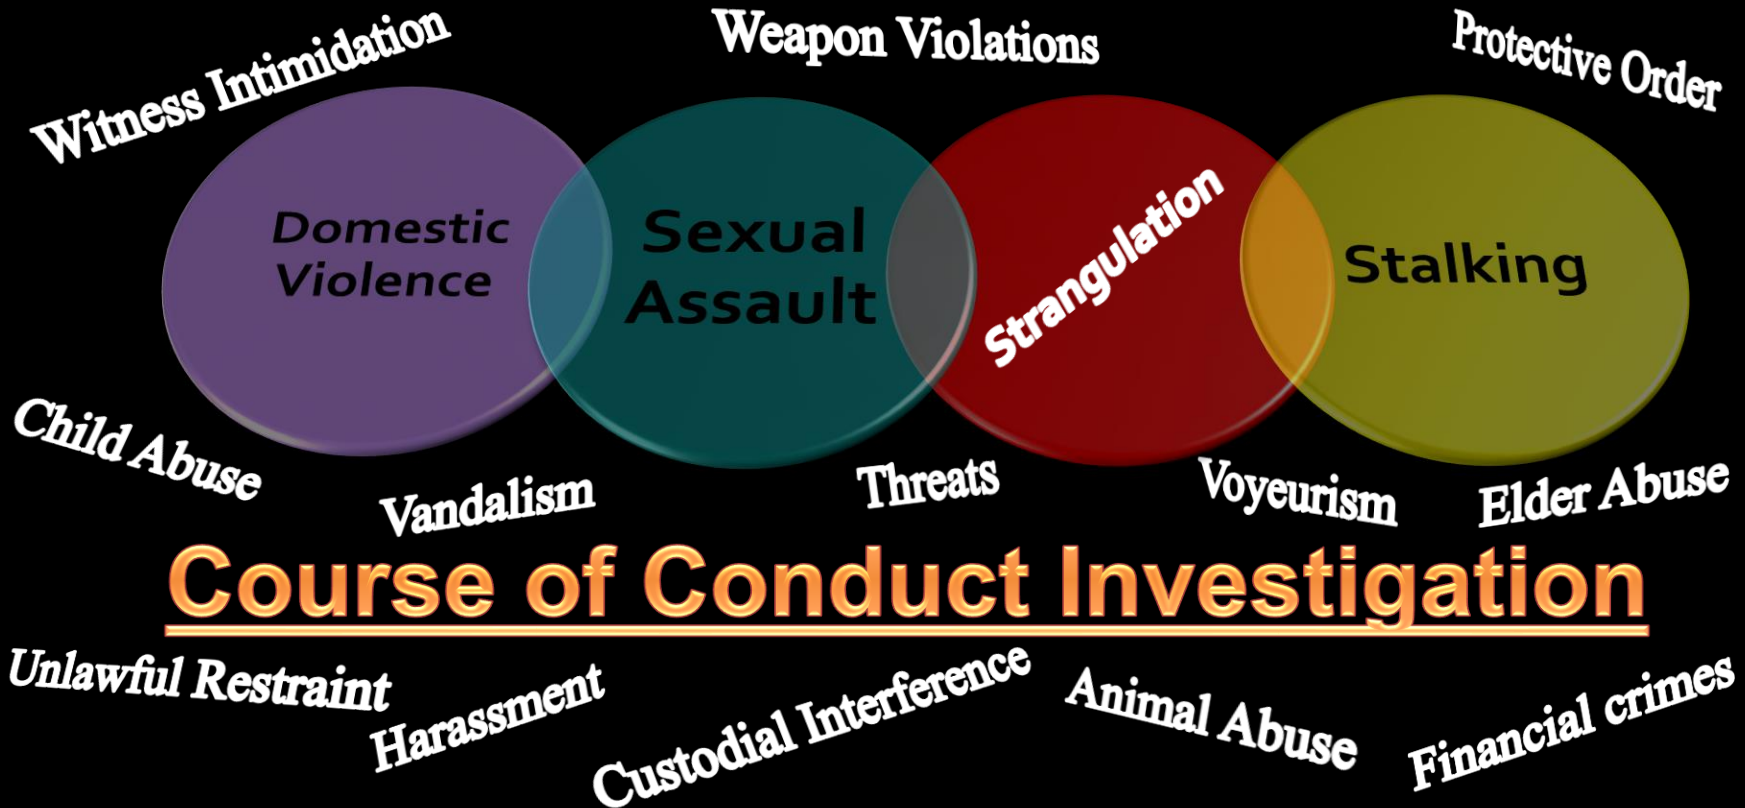 Witness Intimidation
Weapon Violations
Protective Order
Domestic
Violence
Sexual
Assault
Strangulation
Stalking
Child Abuse
Vandalism
Threats
Voyeurism
Elder Abuse
Course of Conduct Investigation
Unlawful Restraint
Harassment
Custodial Interference
Animal Abuse
Financial crimes